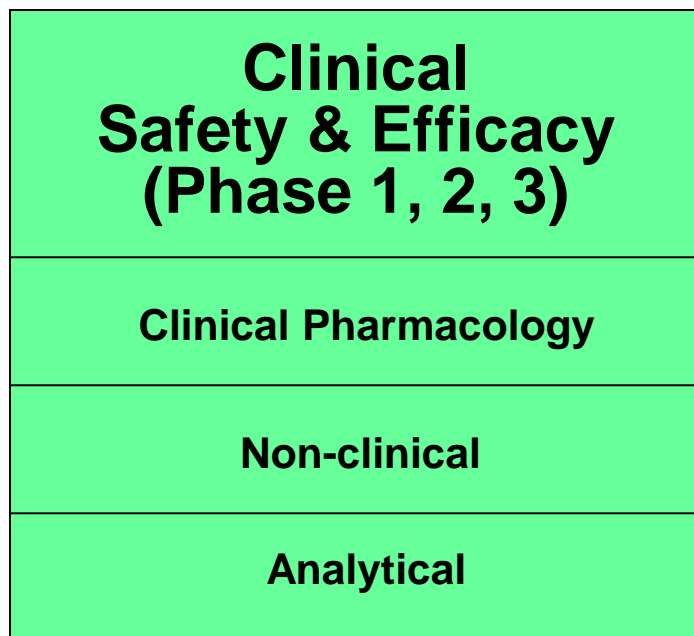 Clinical
Safety & Efficacy
(Phase 1, 2, 3)
Clinical Pharmacology
Non-clinical
Analytical